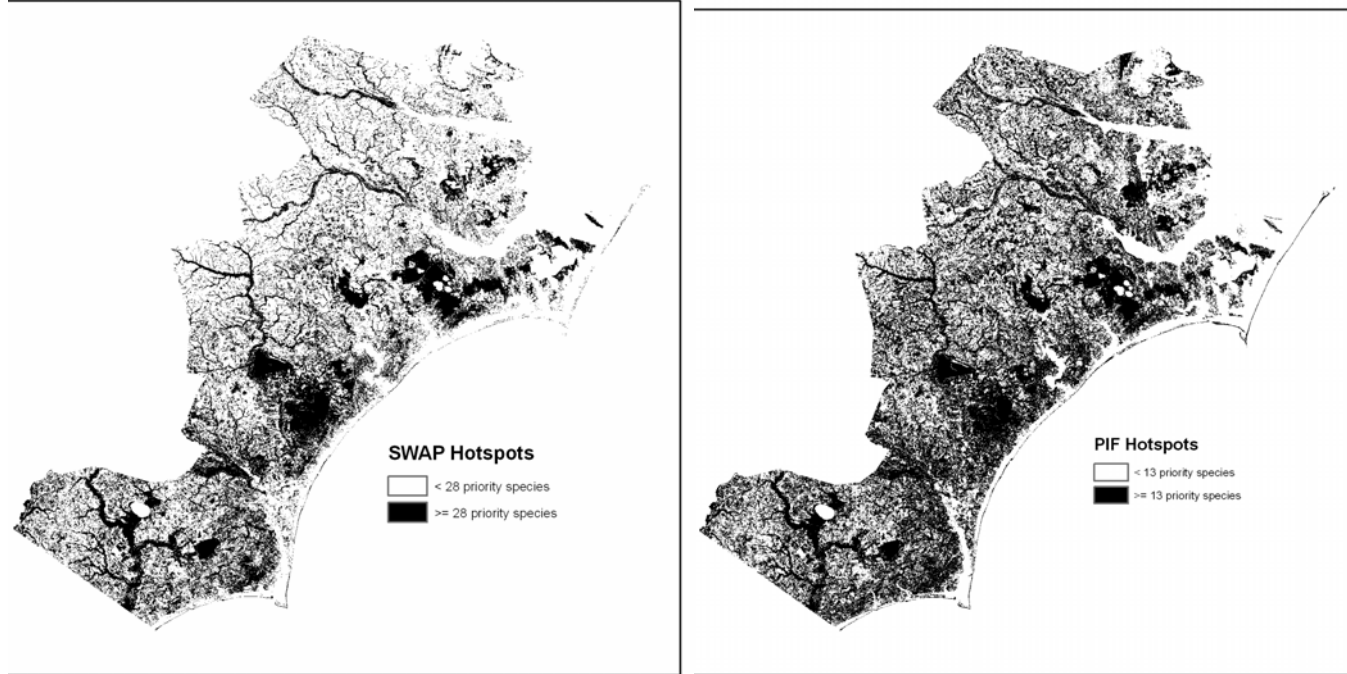 SWAP Hotspots
< 28 priority species
>= 28 priority species
PIF Hotspots
< 13 priority species
>= 13 priority species